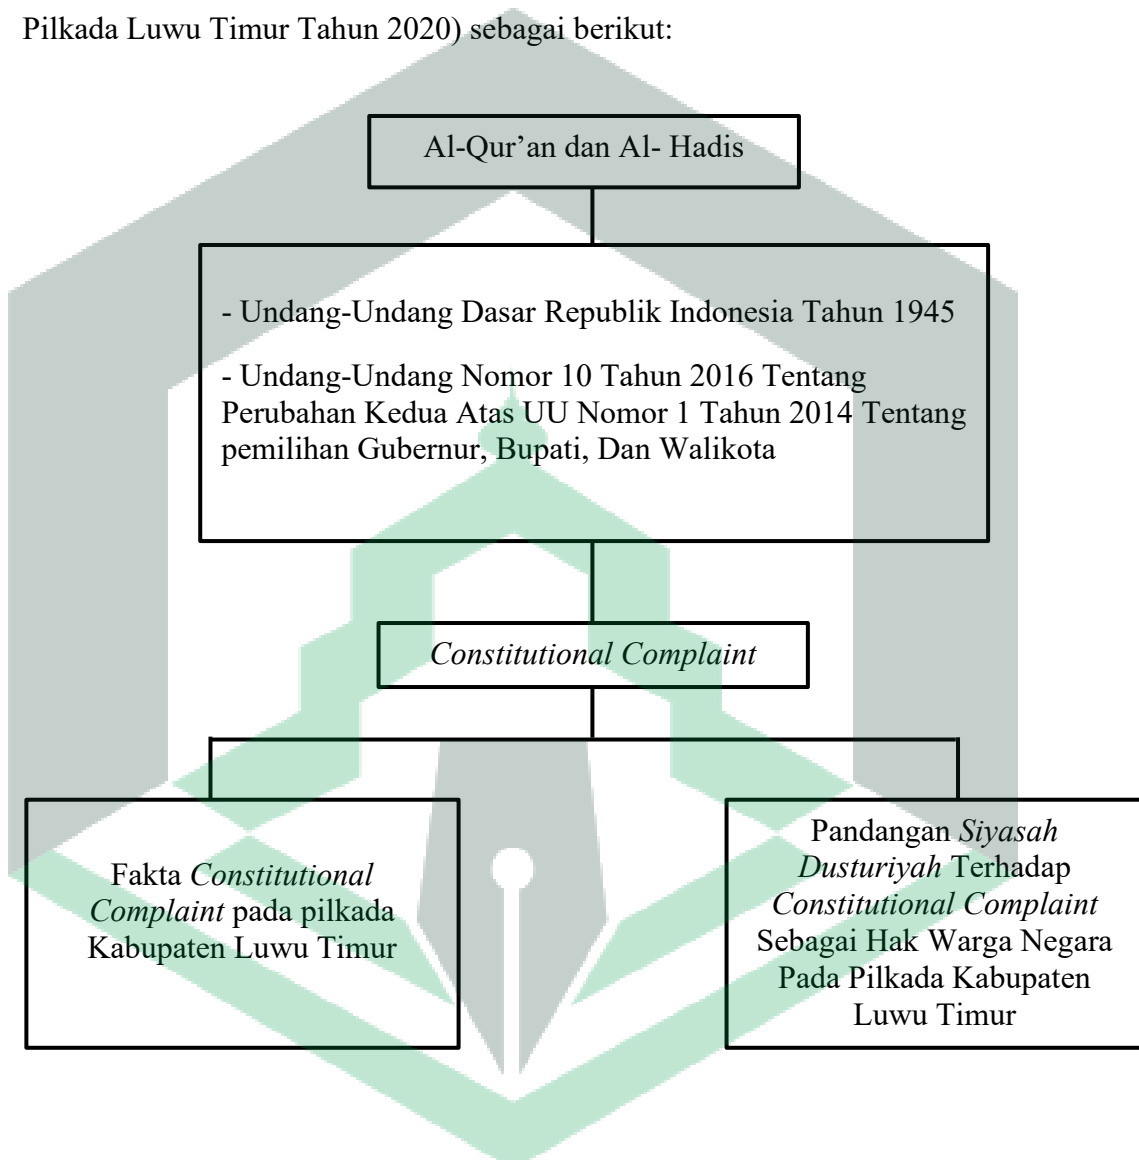 Pilkada Luwu Timur Tahun 2020) sebagai berikut:
Al-Qur’an dan Al- Hadis
- Undang-Undang Dasar Republik Indonesia Tahun 1945
- Undang-Undang Nomor 10 Tahun 2016 Tentang
Perubahan Kedua Atas UU Nomor 1 Tahun 2014 Tentang
pemilihan Gubernur, Bupati, Dan Walikota
Constitutional Complaint
Fakta Constitutional
Complaint pada pilkada
Kabupaten Luwu Timur
Pandangan Siyasah
Dusturiyah Terhadap
Constitutional Complaint
Sebagai Hak Warga Negara
Pada Pilkada Kabupaten
Luwu Timur